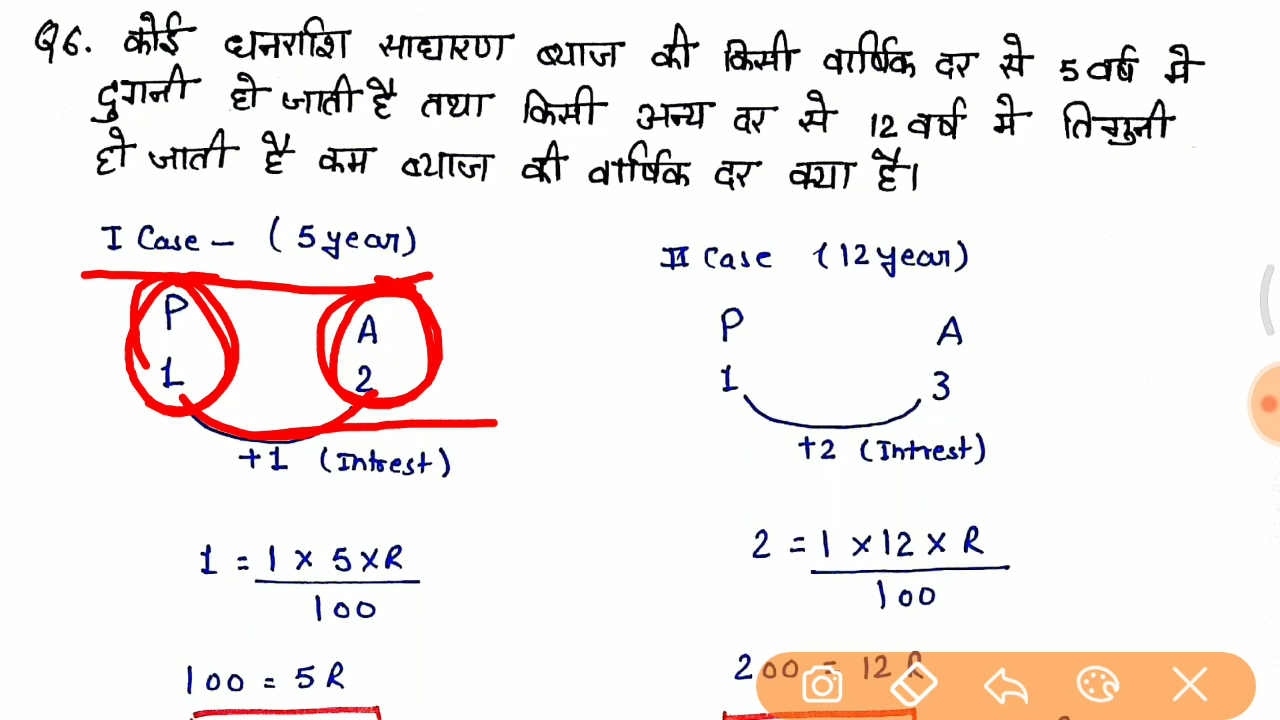 Q6. कोई धनराशि साधारण ब्याज की किसी वार्षिक दर से 5 वर्ष मे
दुगनी हो जाती है तथा किसी अन्य दर से 12 वर्ष मे तिगुनी
हो जाती है कम ब्याज की वार्षिक दर क्या है।
I Case – (5 year)
P A
1 2
+1 (Intrest)
1 = 1 × 5 × R
100
100 = 5 R
II Case (12 year)
P A
1 3
+2 (Intrest)
2 = 1 × 12 × R
100
200 = 12 R